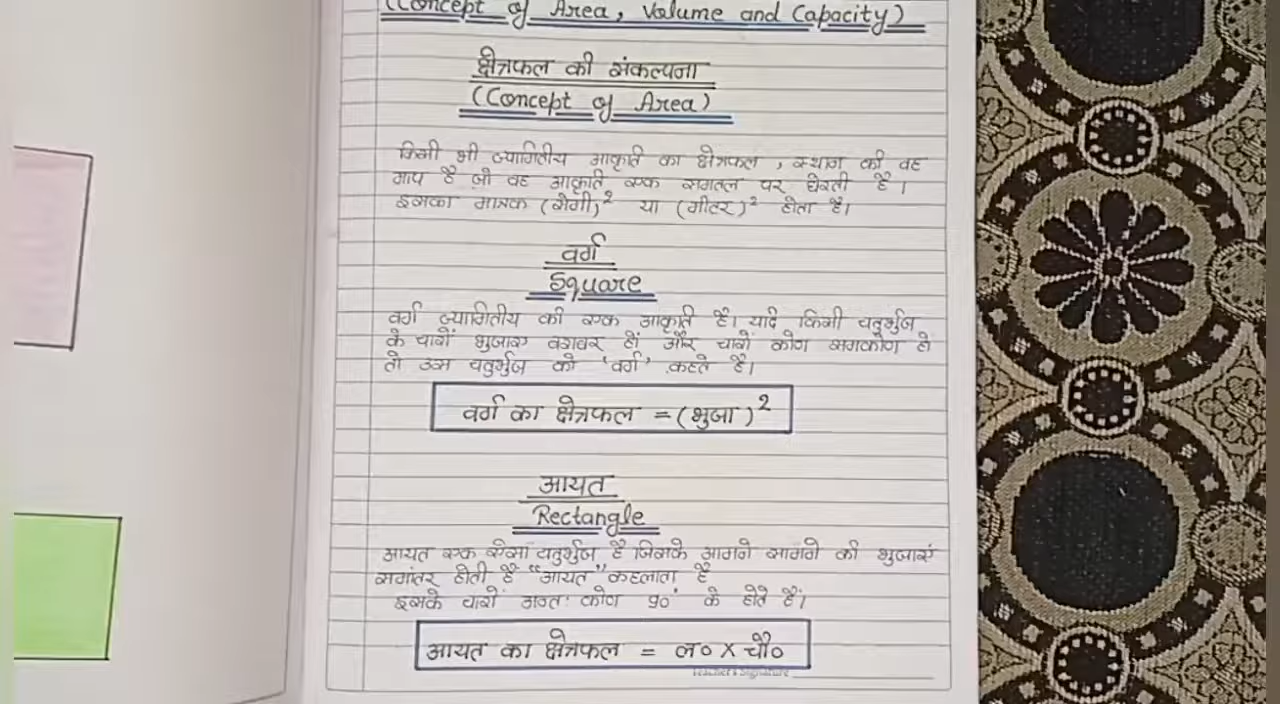 (Concept of Area, Volume and Capacity)
क्षेत्रफल की संकल्पना
(Concept of Area)
किसी भी ज्यामितीय आकृति का क्षेत्रफल , स्थान की वह
माप है जो वह आकृति एक समतल पर घेरती है ।
इसका मात्रक (सेमी)² या (मीटर)² होता है।
वर्ग
Square
वर्ग ज्यामितीय की एक आकृति है। यदि किसी चतुर्भुज
के चारों भुजाएं बराबर हों और चारों कोण समकोण हो
तो उस चतुर्भुज को 'वर्ग' कहते है।
वर्ग का क्षेत्रफल = (भुजा)²
आयत
Rectangle
आयत एक ऐसा चतुर्भुज है जिसके आमने सामने की भुजाएं
समांतर होती है “आयत” कहलाता है
इसके चारों अन्तः कोण 90° के होते हैं।
आयत का क्षेत्रफल = ल० X चौ०
Teacher's Signature